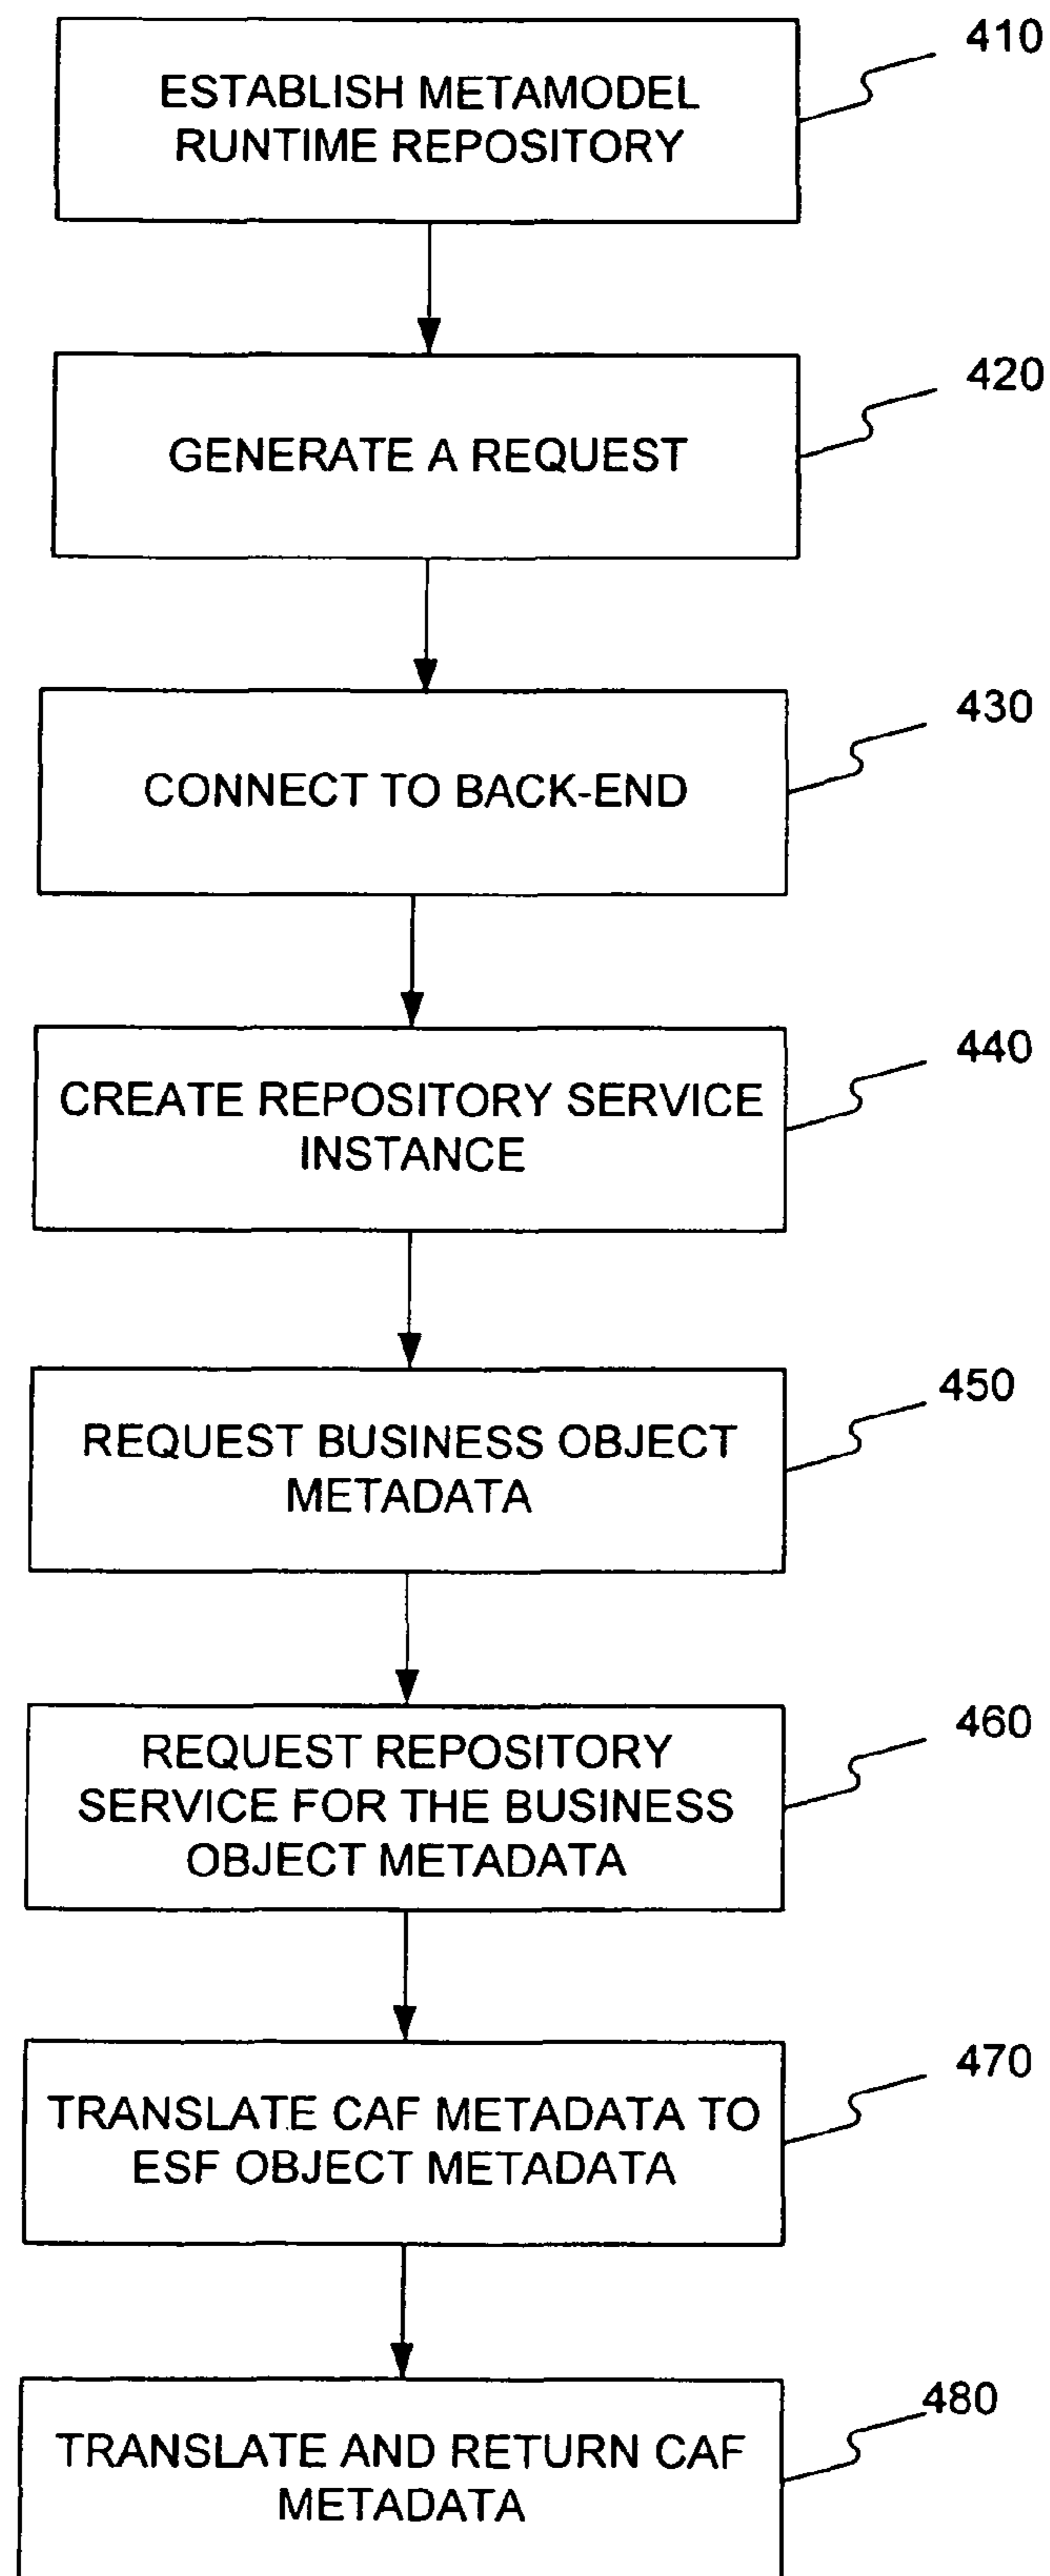 410
ESTABLISH METAMODEL
RUNTIME REPOSITORY
420
GENERATE A REQUEST
430
CONNECT TO BACK-END
440
CREATE REPOSITORY SERVICE
INSTANCE
450
REQUEST BUSINESS OBJECT
METADATA
460
REQUEST REPOSITORY
SERVICE FOR THE BUSINESS
OBJECT METADATA
470
TRANSLATE CAF METADATA TO
ESF OBJECT METADATA
480
TRANSLATE AND RETURN CAF
METADATA